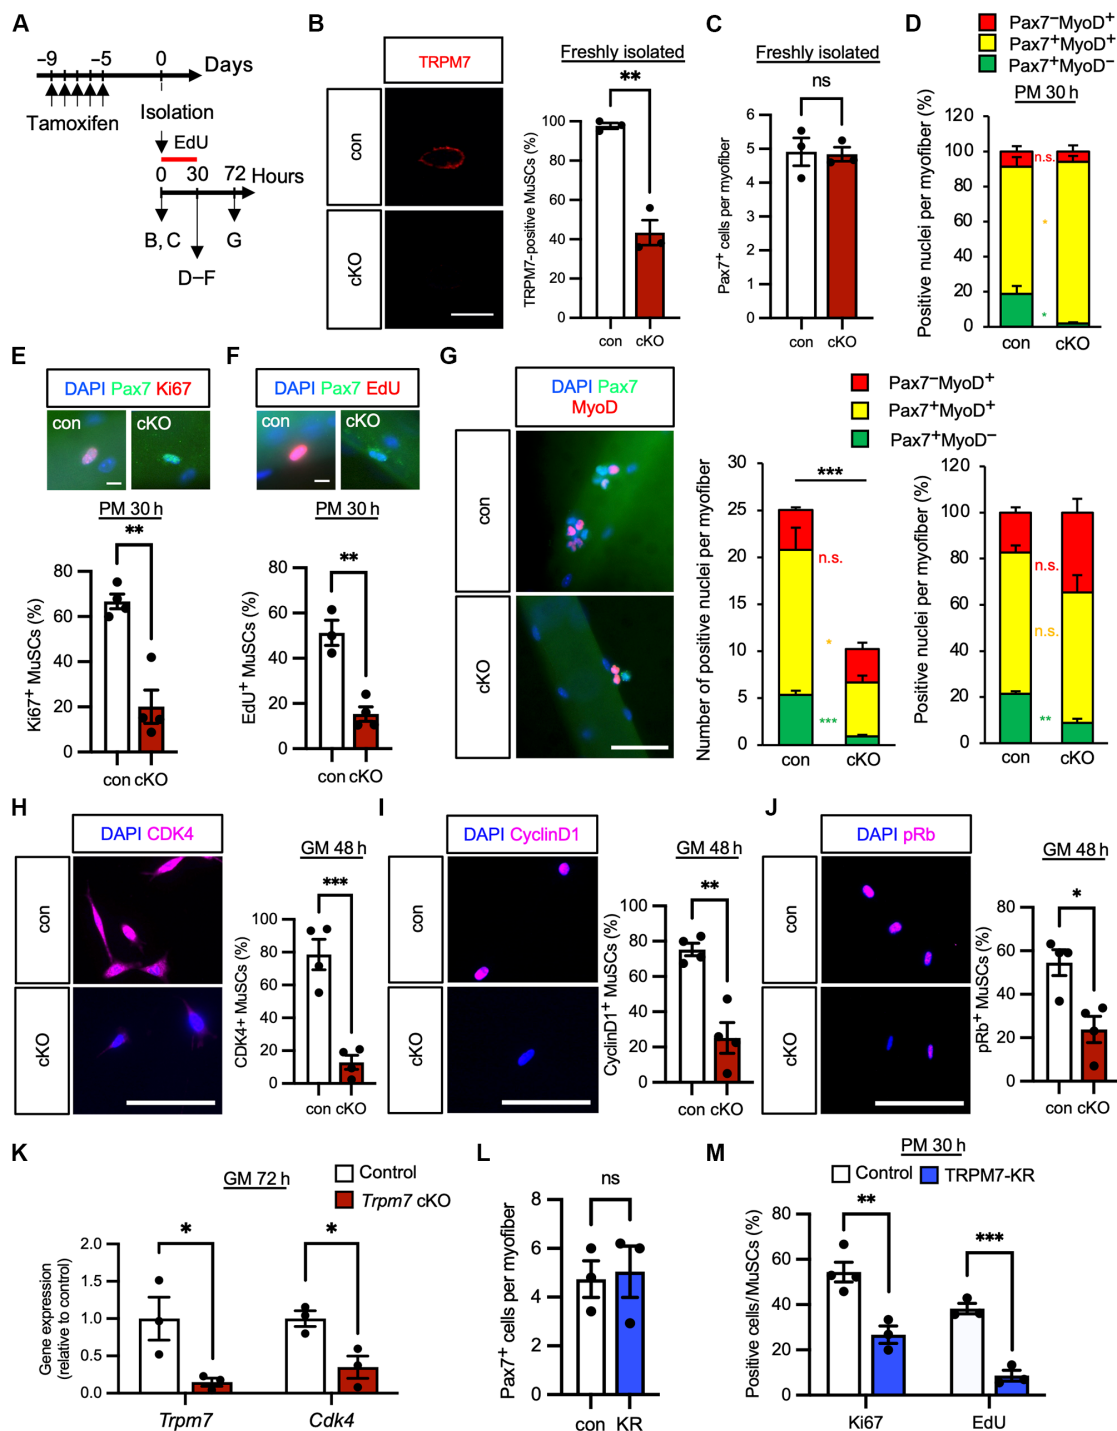 A
−9
−5
0
Days
Tamoxifen
Isolation
EdU
0
30
72
Hours
B, C
G
D−F
B
TRPM7
con
cKO
Freshly isolated
**
TRPM7-positive MuSCs (%)
100
80
60
40
20
0
con
cKO
C
Freshly isolated
ns
Pax7+ cells per myofiber
6
5
4
3
2
1
0
con
cKO
D
Pax7−MyoD+
Pax7+MyoD+
Pax7+MyoD−
PM 30 h
Positive nuclei per myofiber (%)
120
100
80
60
40
20
0
n.s.
*
*
con
cKO
E
DAPI Pax7 Ki67
con
cKO
PM 30 h
**
Ki67+ MuSCs (%)
80
60
40
20
0
con cKO
F
DAPI Pax7 EdU
con
cKO
PM 30 h
**
EdU+ MuSCs (%)
80
60
40
20
0
con cKO
G
DAPI Pax7
MyoD
con
cKO
Pax7−MyoD+
Pax7+MyoD+
Pax7+MyoD−
Number of positive nuclei per myofiber
30
25
20
15
10
5
0
***
n.s.
*
***
con
cKO
Positive nuclei per myofiber (%)
120
100
80
60
40
20
0
n.s.
n.s.
**
con
cKO
H
DAPI CDK4
con
cKO
GM 48 h
***
CDK4+ MuSCs (%)
100
80
60
40
20
0
con cKO
I
DAPI CyclinD1
con
cKO
GM 48 h
**
CyclinD1+ MuSCs (%)
100
80
60
40
20
0
con cKO
J
DAPI pRb
con
cKO
GM 48 h
*
pRb+ MuSCs (%)
80
60
40
20
0
con cKO
K
GM 72 h
Control
Trpm7 cKO
Gene expression
(relative to control)
2.0
1.5
1.0
0.5
0.0
*
*
Trpm7
Cdk4
L
ns
Pax7+ cells per myofiber
8
6
4
2
0
con
KR
M
PM 30 h
Control
TRPM7-KR
Positive cells/MuSCs (%)
80
60
40
20
0
**
***
Ki67
EdU